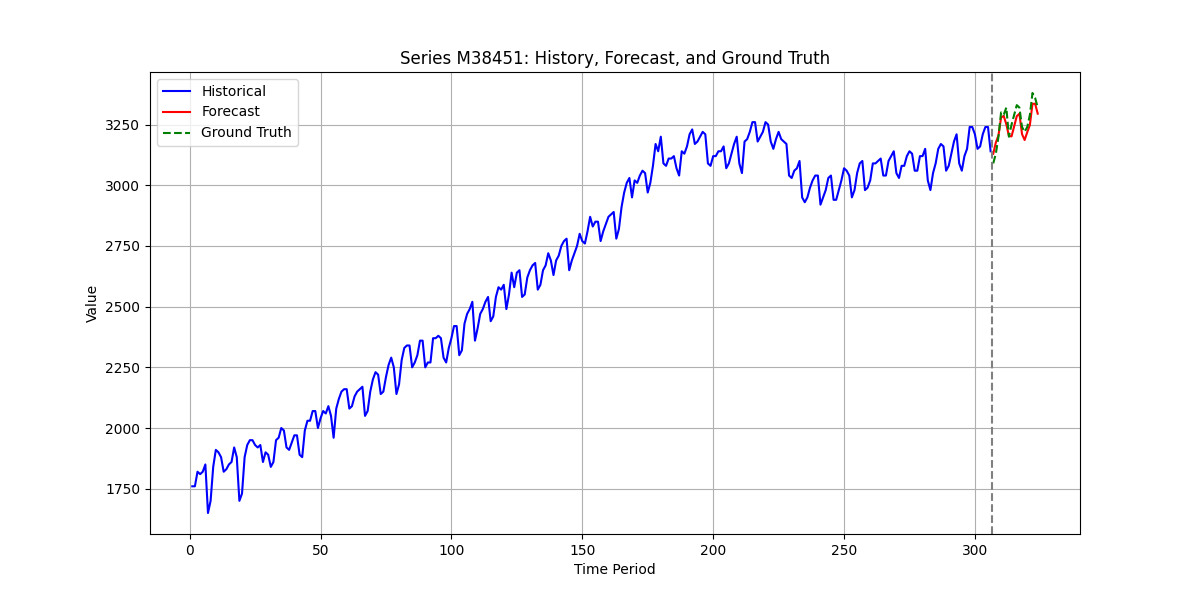 Series M38451: History, Forecast, and Ground Truth
Historical
Forecast
Ground Truth
3250
3000
2750
2500
2250
2000
1750
Value
0 50 100 150 200 250 300
Time Period